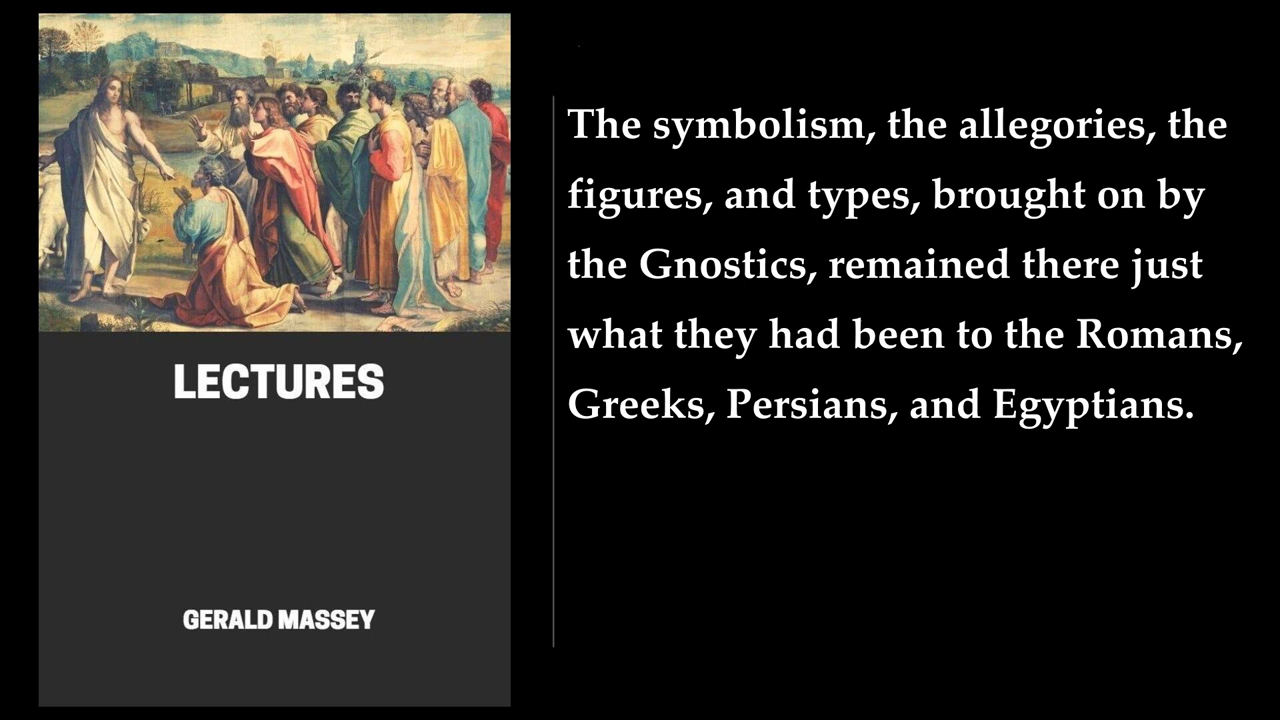 LECTURES
GERALD MASSEY
The symbolism, the allegories, the
figures, and types, brought on by
the Gnostics, remained there just
what they had been to the Romans,
Greeks, Persians, and Egyptians.